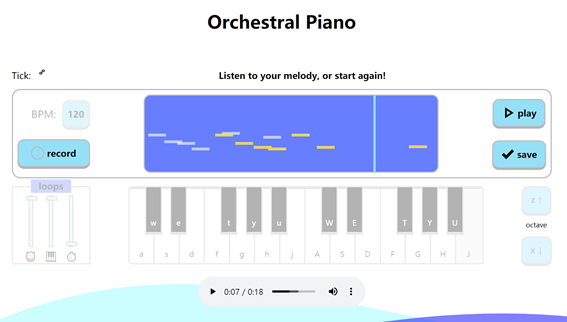 Orchestral Piano
Tick:
Listen to your melody, or start again!
BPM: 120
play
record
save
loops
w e t y u W E T Y U
z ↑
octave
a s d f g h j A S D F G H J
x ↓
0:07 / 0:18